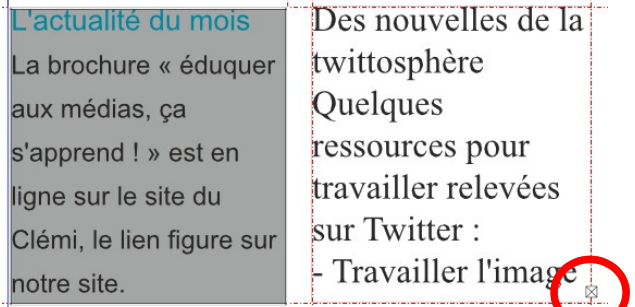 L'actualité du mois
La brochure « éduquer
aux médias, ça
s'apprend ! » est en
ligne sur le site du
Clémi, le lien figure sur
notre site.
Des nouvelles de la
twittosphère
Quelques
ressources pour
travailler relevées
sur Twitter :
- Travailler l'image